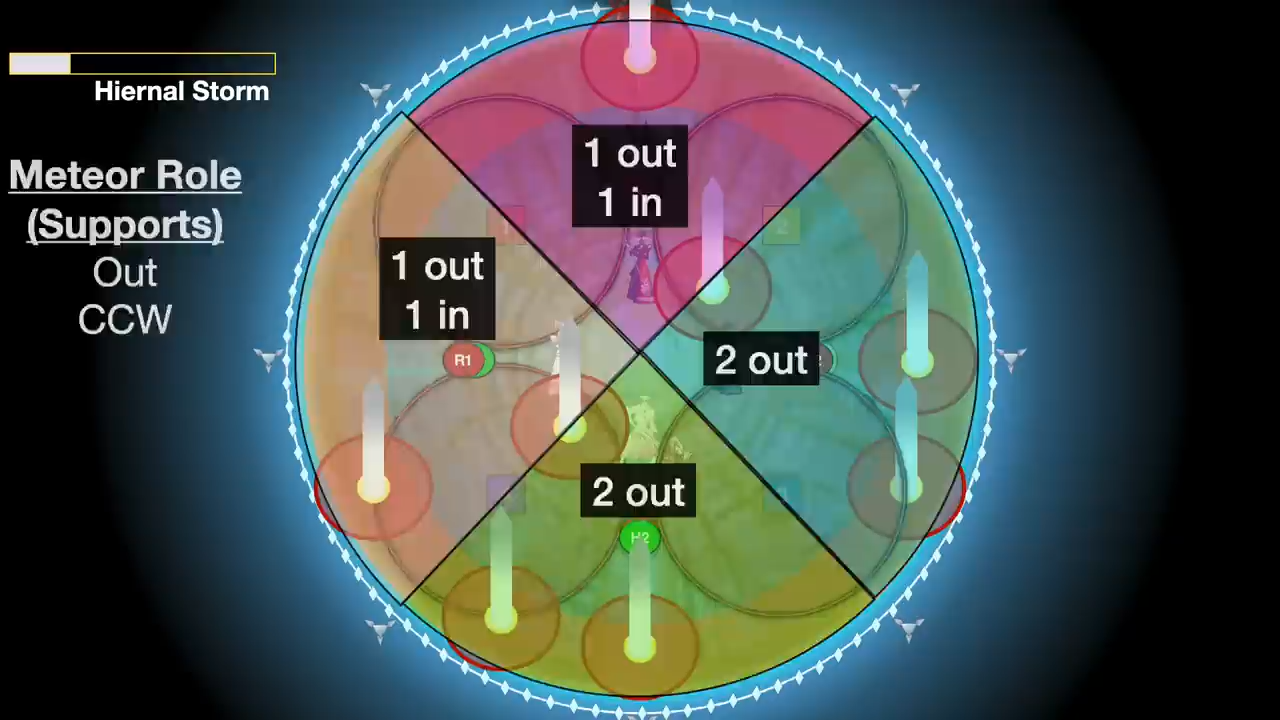 Hiernal Storm
Meteor Role
(Supports)
Out
CCW
1 out
1 in
1 out
1 in
2 out
2 out
R1
H2